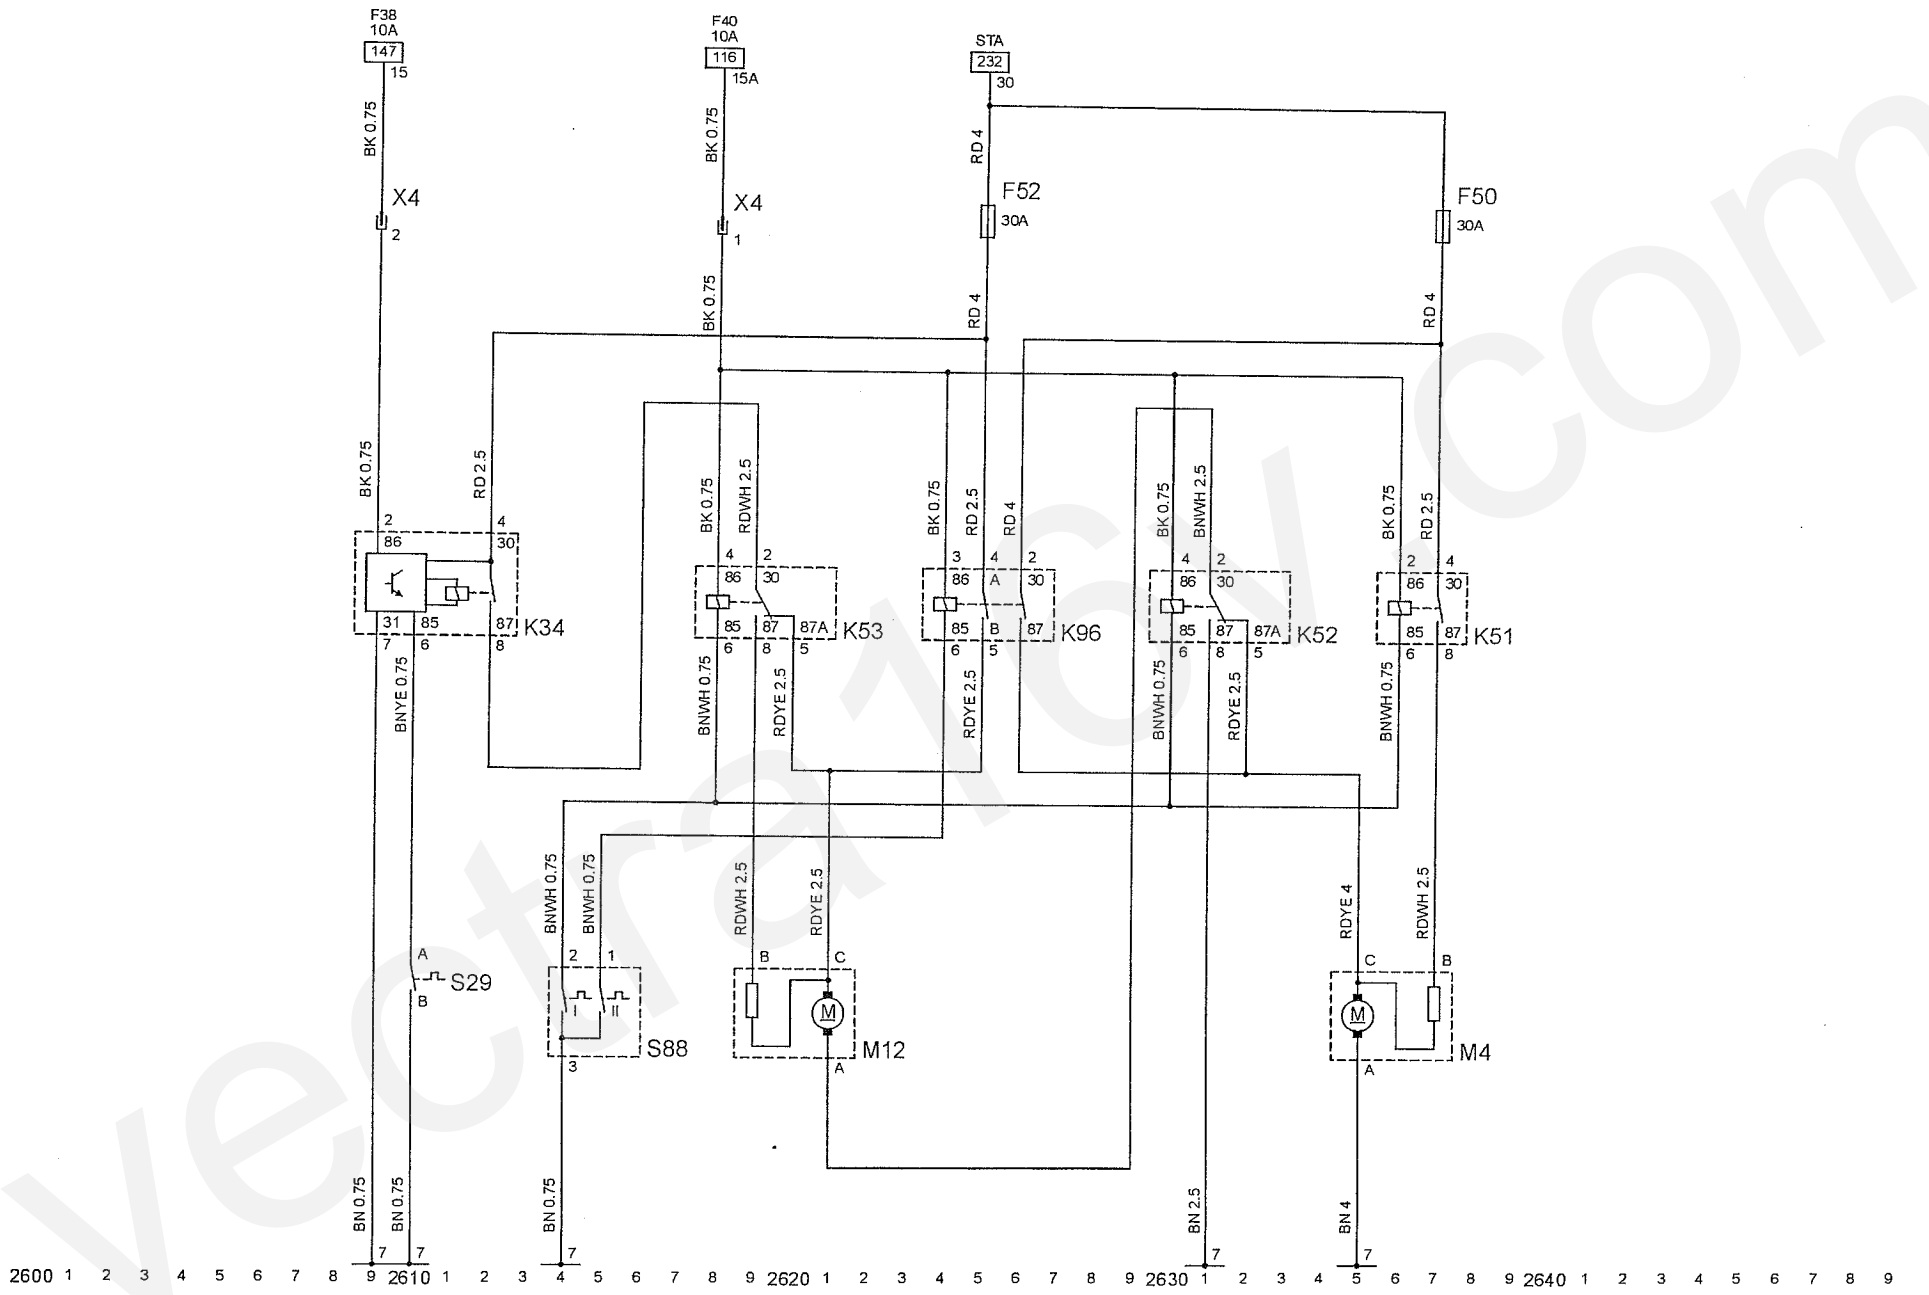 F38
10A
147
15
F40
10A
116
15A
STA
232
30
BK 0.75
BK 0.75
RD 4
X4
2
X4
1
F52
30A
F50
30A
BK 0.75
RD 4
RD 4
BK 0.75
RD 2.5
BK 0.75
RDWH 2.5
BK 0.75
RD 2.5
RD 4
BK 0.75
BNWH 2.5
BK 0.75
RD 2.5
2 4
86 30
31 85 87
K34
7 6 8
4 2
86 30
85 87 87A
K53
6 8 5
3 4 2
86 A 30
85 B 87
K96
6 5
4 2
86 30
85 87 87A
K52
6 8 5
2 4
86 30
85 87
K51
6 8
BNYE 0.75
BNWH 0.75
RDYE 2.5
RDYE 2.5
BNWH 0.75
RDYE 2.5
BNWH 0.75
BNWH 0.75
BNWH 0.75
RDWH 2.5
RDYE 2.5
RDYE 4
RDWH 2.5
A
S29
B
2 1
I II
S88
3
B C
M
M12
A
C B
M
M4
A
BN 0.75
BN 0.75
BN 0.75
BN 2.5
BN 4
7 7 7 7 7
2600 1 2 3 4 5 6 7 8 9 2610 1 2 3 4 5 6 7 8 9 2620 1 2 3 4 5 6 7 8 9 2630 1 2 3 4 5 6 7 8 9 2640 1 2 3 4 5 6 7 8 9
vectra16v.com